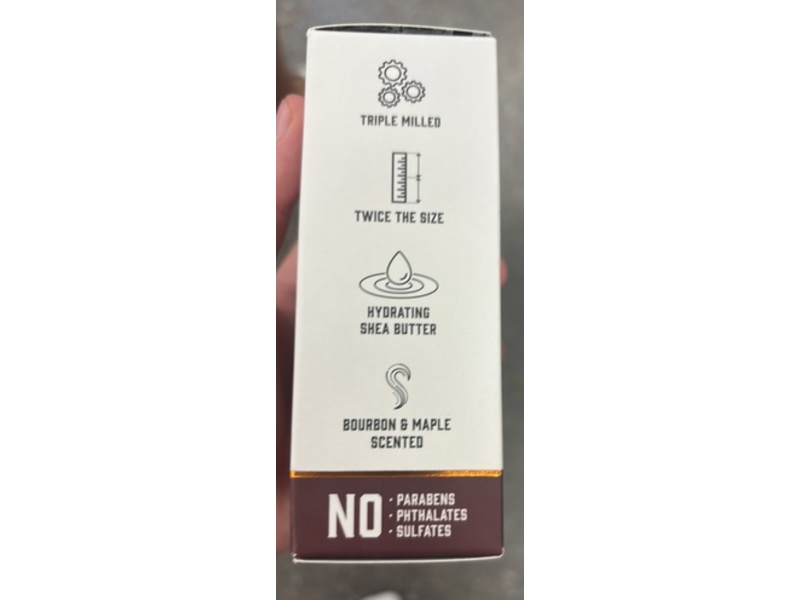 TRIPLE MILLED
TWICE THE SIZE
HYDRATING
SHEA BUTTER
BOURBON & MAPLE
SCENTED
NO
· PARABENS
· PHTHALATES
· SULFATES